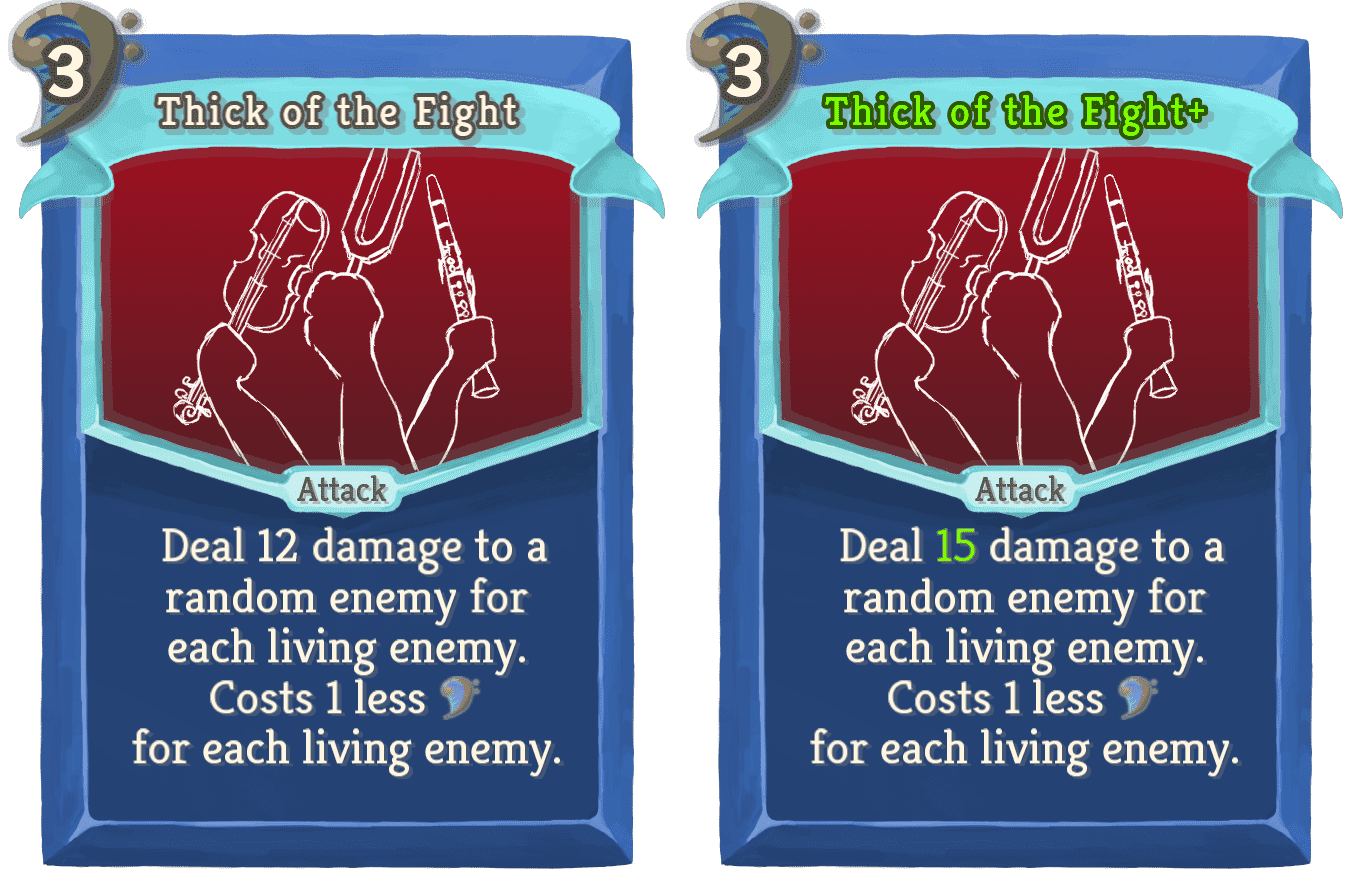 3
Thick of the Fight
Attack
Deal 12 damage to a
random enemy for
each living enemy.
Costs 1 less
for each living enemy.
3
Thick of the Fight+
Attack
Deal 15 damage to a
random enemy for
each living enemy.
Costs 1 less
for each living enemy.